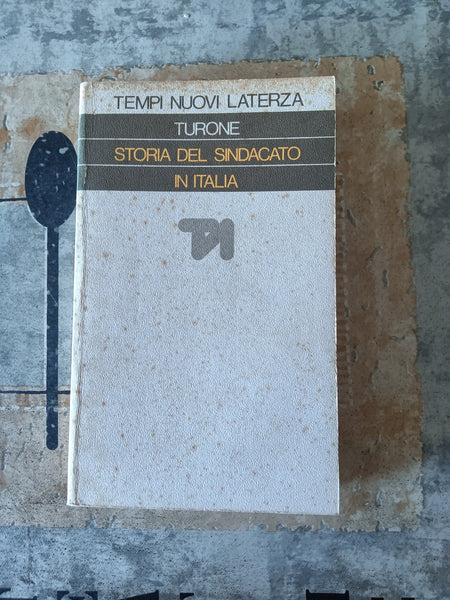 TEMPI NUOVI LATERZA
TURONE
STORIA DEL SINDACATO
IN ITALIA